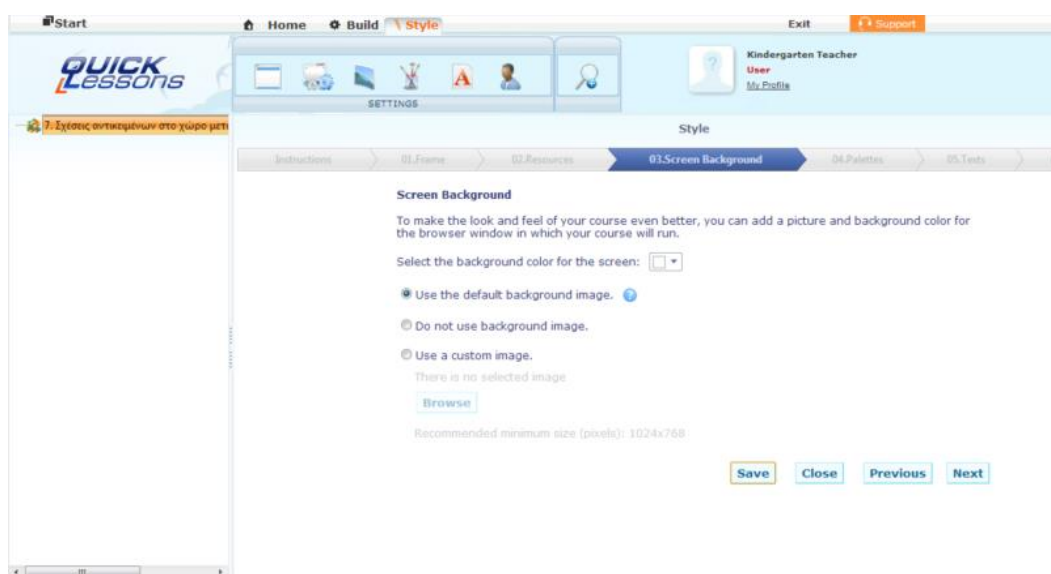 Start
Home Build Style Exit Support
QUICK
Lessons
Kindergarten Teacher
User
My Profile
SETTINGS
7. Σχέσεις αντικειμένων στο χώρο μετ
Style
Instructions 01.Frame 02.Resources 03.Screen Background 04.Palettes 05.Texts
Screen Background
To make the look and feel of your course even better, you can add a picture and background color for
the browser window in which your course will run.
Select the background color for the screen:
Use the default background image.
Do not use background image.
Use a custom image.
There is no selected image
Browse
Recommended minimum size (pixels): 1024x768
Save Close Previous Next